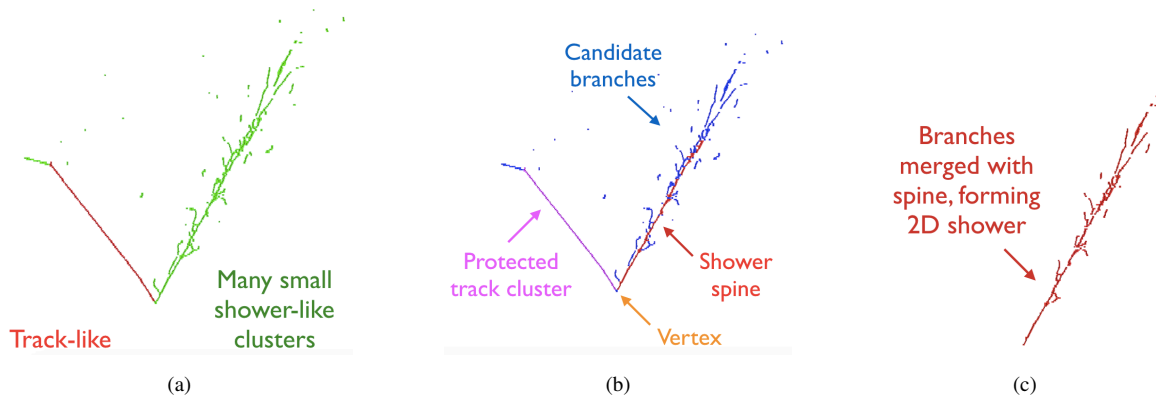 Track-like
Many small
shower-like
clusters
(a)
Candidate
branches
Protected
track cluster
Shower
spine
Vertex
(b)
Branches
merged with
spine, forming
2D shower
(c)